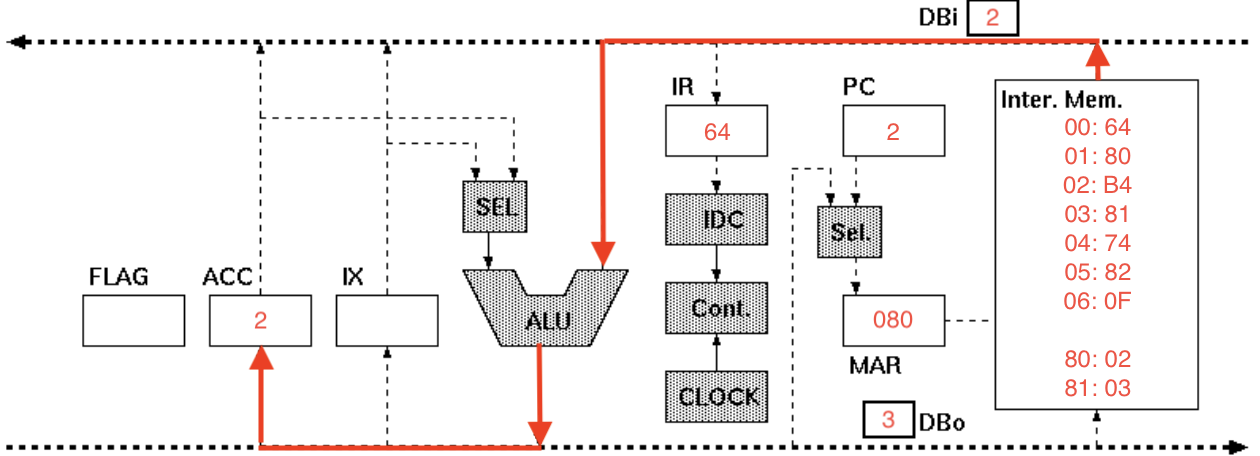 DBi 2
IR
PC
Inter. Mem.
64
2
00: 64
01: 80
02: B4
03: 81
04: 74
05: 82
06: 0F
80: 02
81: 03
SEL
IDC
Sel.
FLAG
ACC
IX
2
ALU
Cont.
080
MAR
CLOCK
3 DBo